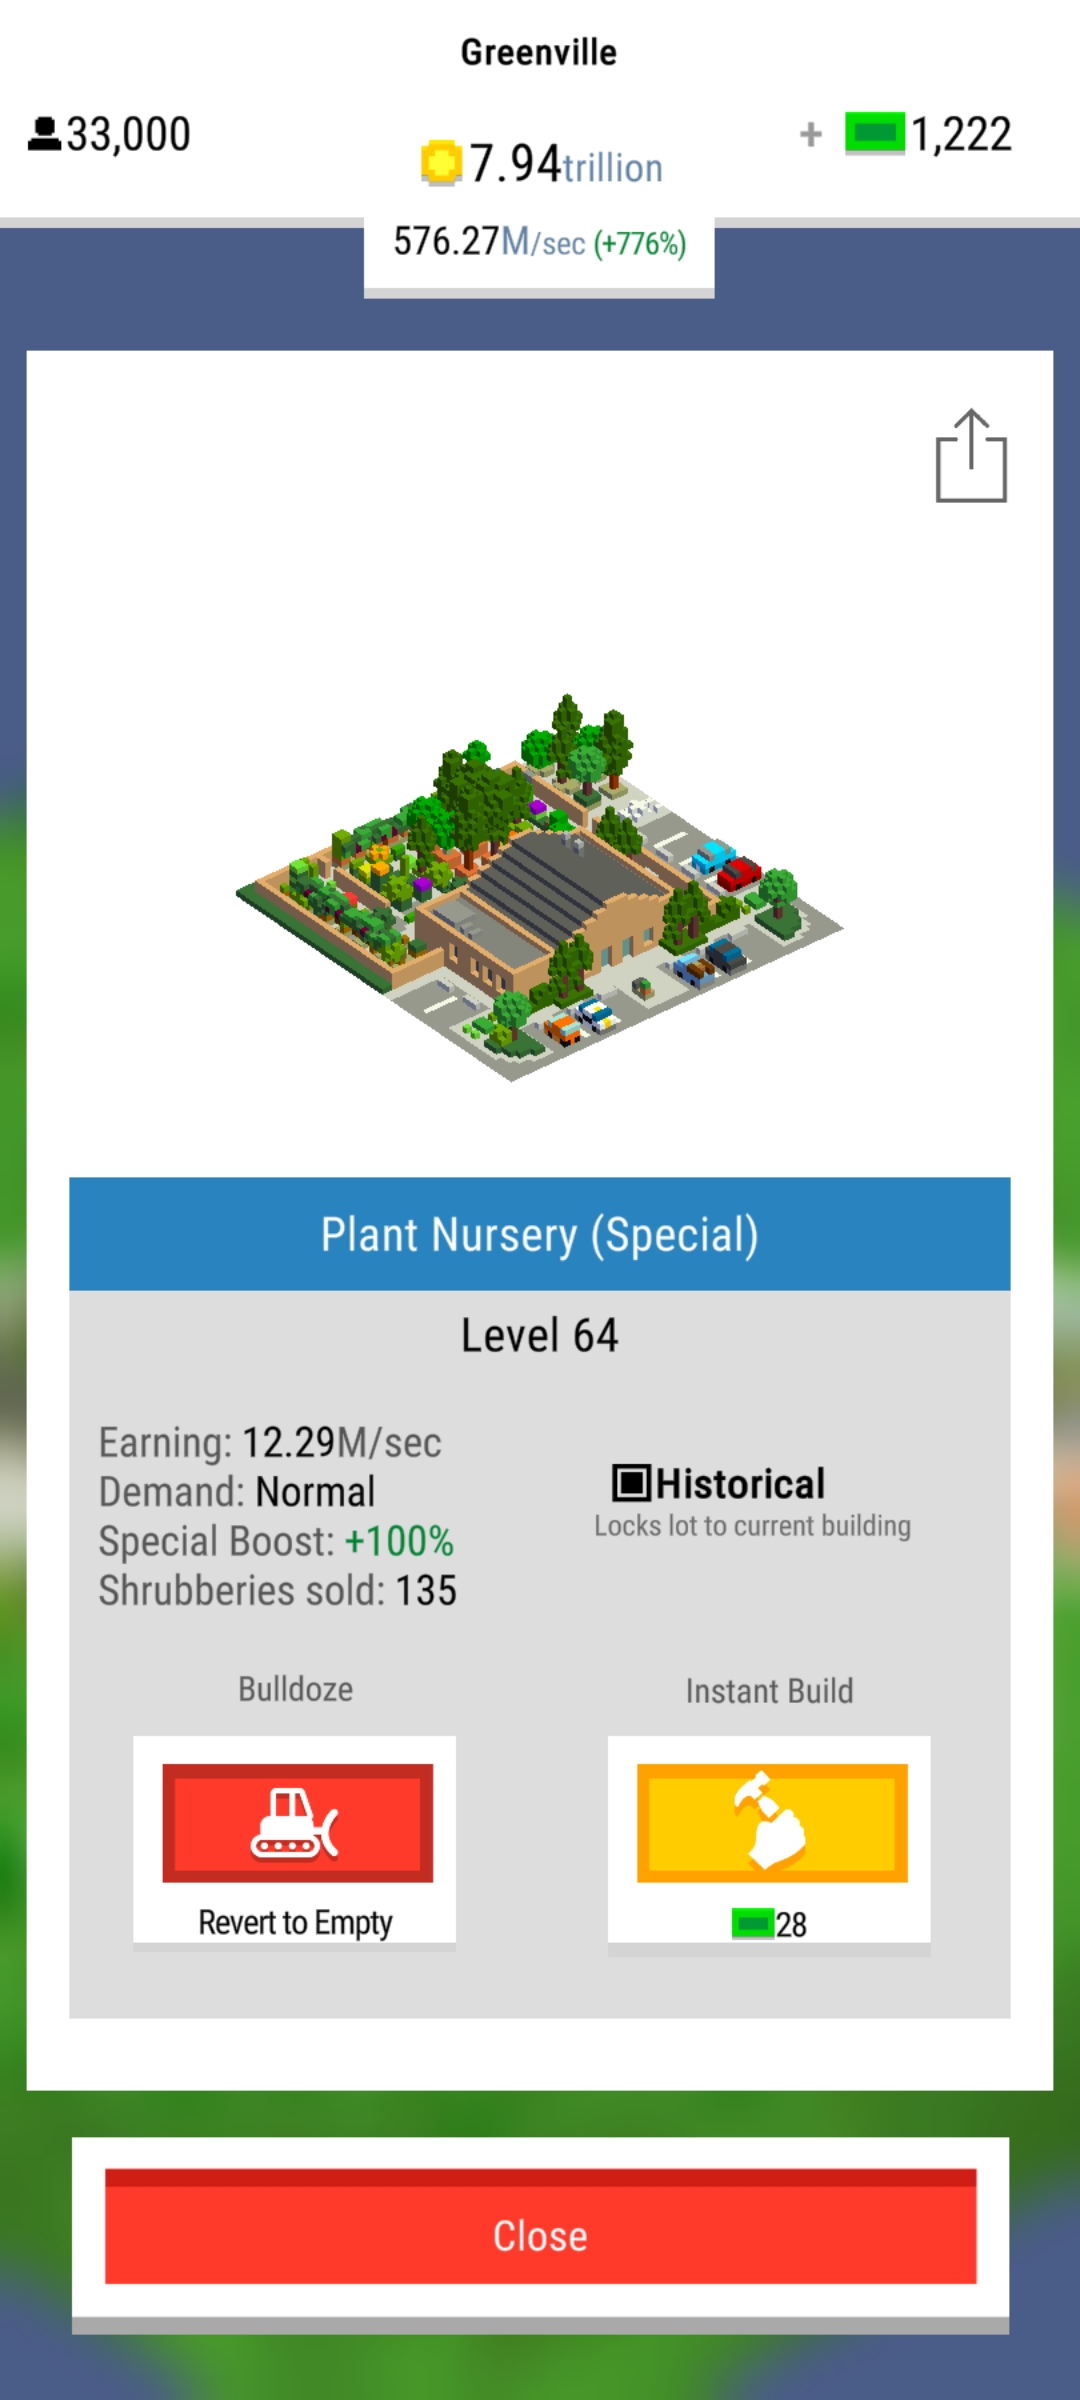 Greenville
33,000
7.94trillion
+ 1,222
576.27M/sec (+776%)
Plant Nursery (Special)
Level 64
Earning: 12.29M/sec
Demand: Normal
Special Boost: +100%
Shrubberies sold: 135
Historical
Locks lot to current building
Bulldoze
Revert to Empty
Instant Build
28
Close